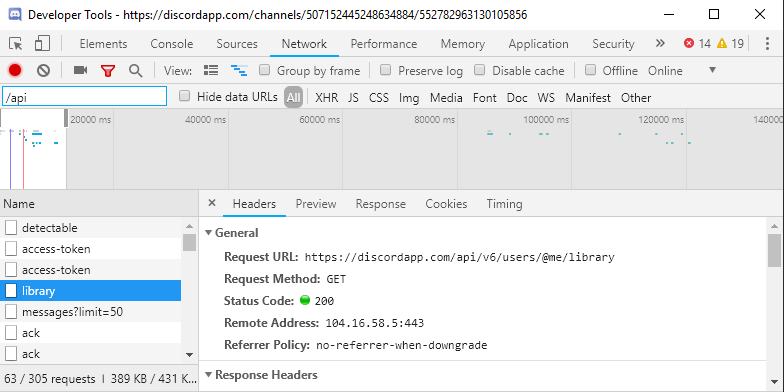 Developer Tools - https://discordapp.com/channels/507152445248634884/552782963130105856
Elements Console Sources Network Performance Memory Application Security » 14 19
View: Group by frame Preserve log Disable cache Offline Online
/api Hide data URLs All XHR JS CSS Img Media Font Doc WS Manifest Other
20000 ms 40000 ms 60000 ms 80000 ms 100000 ms 120000 ms 140000
Name × Headers Preview Response Cookies Timing
detectable
access-token
access-token
library
messages?limit=50
ack
ack
63 / 305 requests | 389 KB / 431 K...
General
Request URL: https://discordapp.com/api/v6/users/@me/library
Request Method: GET
Status Code: 200
Remote Address: 104.16.58.5:443
Referrer Policy: no-referrer-when-downgrade
Response Headers